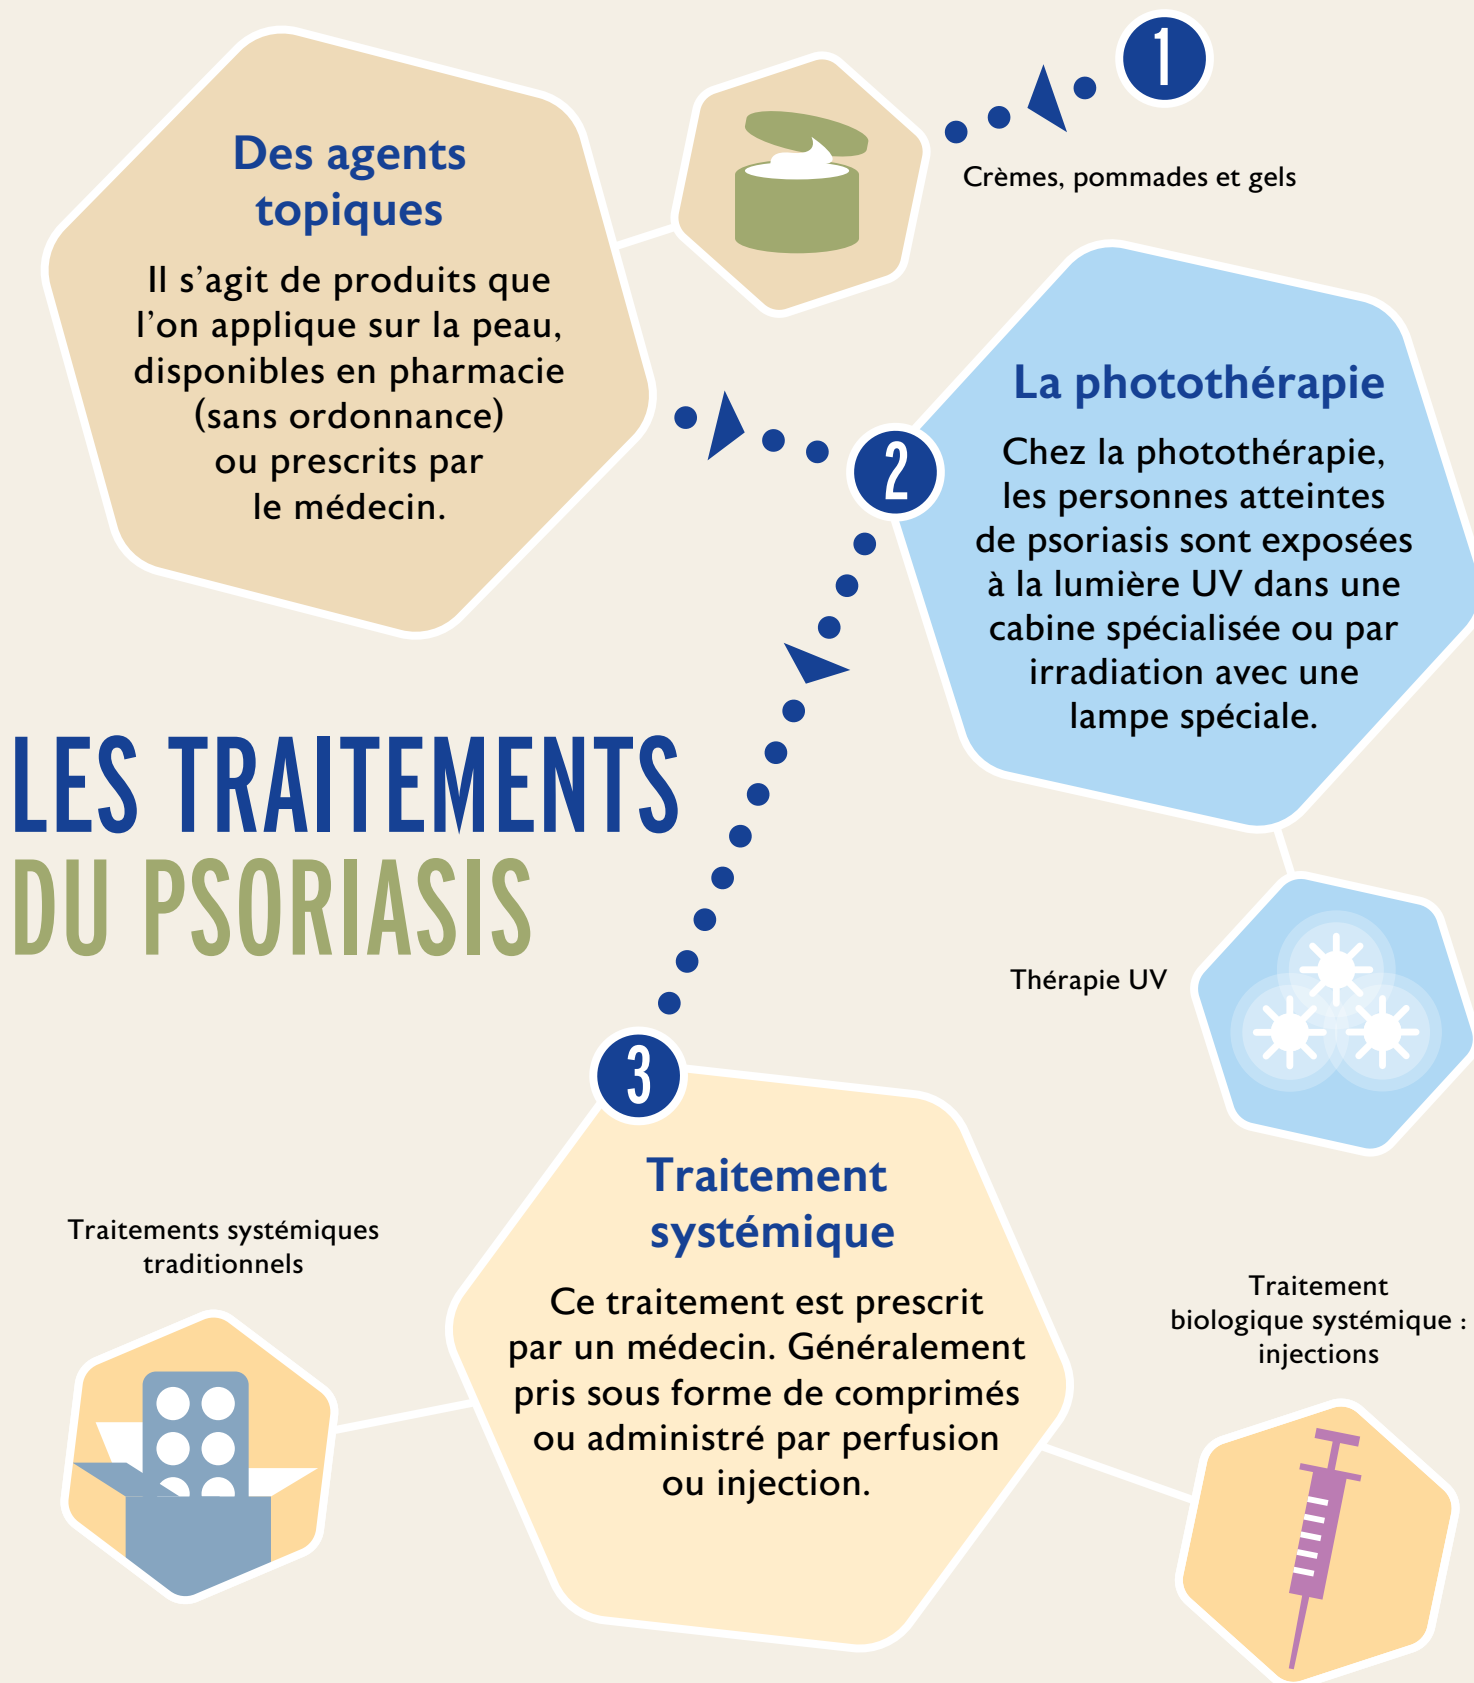 1
Des agents
topiques
Il s’agit de produits que
l’on applique sur la peau,
disponibles en pharmacie
(sans ordonnance)
ou prescrits par
le médecin.
Crèmes, pommades et gels
2
La photothérapie
Chez la photothérapie,
les personnes atteintes
de psoriasis sont exposées
à la lumière UV dans une
cabine spécialisée ou par
irradiation avec une
lampe spéciale.
LES TRAITEMENTS
DU PSORIASIS
Thérapie UV
3
Traitement
systémique
Ce traitement est prescrit
par un médecin. Généralement
pris sous forme de comprimés
ou administré par perfusion
ou injection.
Traitements systémiques
traditionnels
Traitement
biologique systémique :
injections